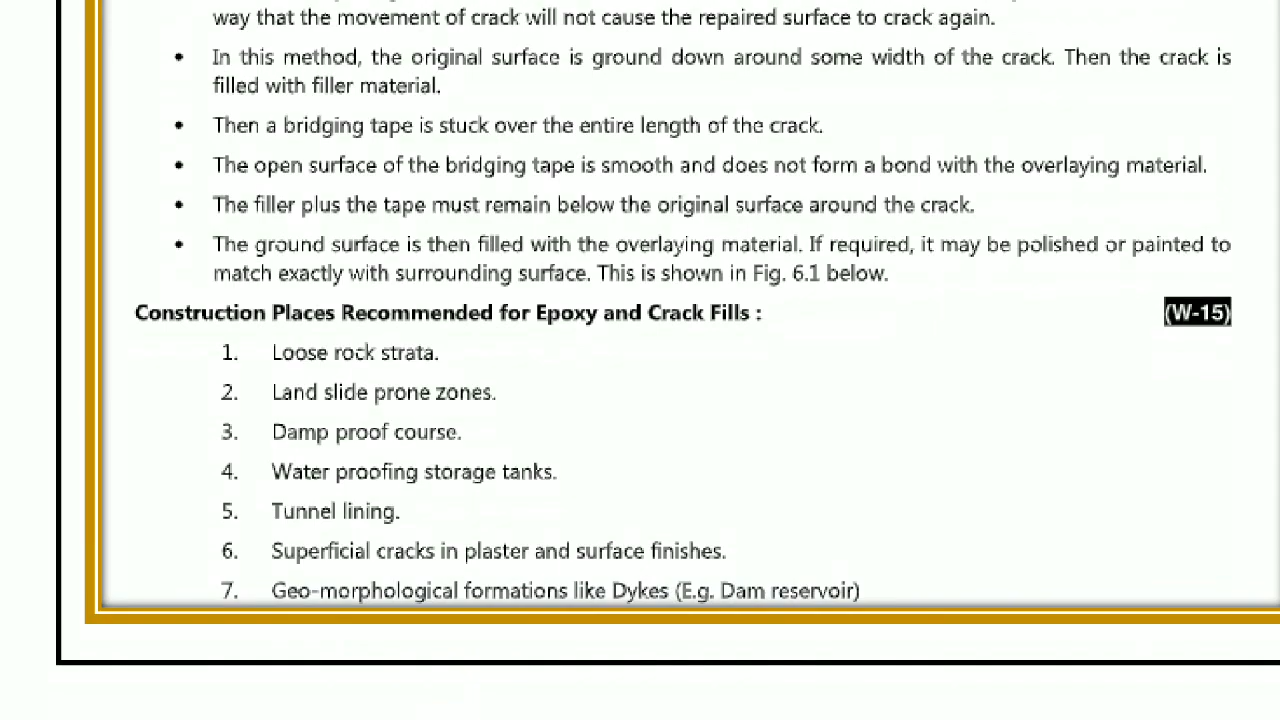 way that the movement of crack will not cause the repaired surface to crack again.
• In this method, the original surface is ground down around some width of the crack. Then the crack is
filled with filler material.
• Then a bridging tape is stuck over the entire length of the crack.
• The open surface of the bridging tape is smooth and does not form a bond with the overlaying material.
• The filler plus the tape must remain below the original surface around the crack.
• The ground surface is then filled with the overlaying material. If required, it may be polished or painted to
match exactly with surrounding surface. This is shown in Fig. 6.1 below.
Construction Places Recommended for Epoxy and Crack Fills : (W-15)
1. Loose rock strata.
2. Land slide prone zones.
3. Damp proof course.
4. Water proofing storage tanks.
5. Tunnel lining.
6. Superficial cracks in plaster and surface finishes.
7. Geo-morphological formations like Dykes (E.g. Dam reservoir)